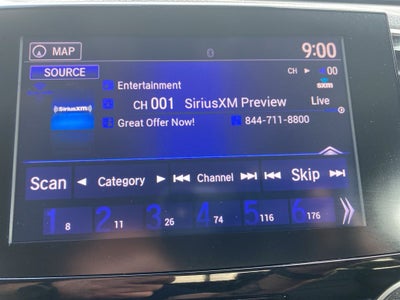 MAP
9:00
SOURCE
CH
00
Entertainment
sxm
SiriusXM
CH 001 SiriusXM Preview Live
Great Offer Now! 844-711-8800
Scan Category Channel Skip
1 8 2 11 3 26 4 74 5 116 6 176